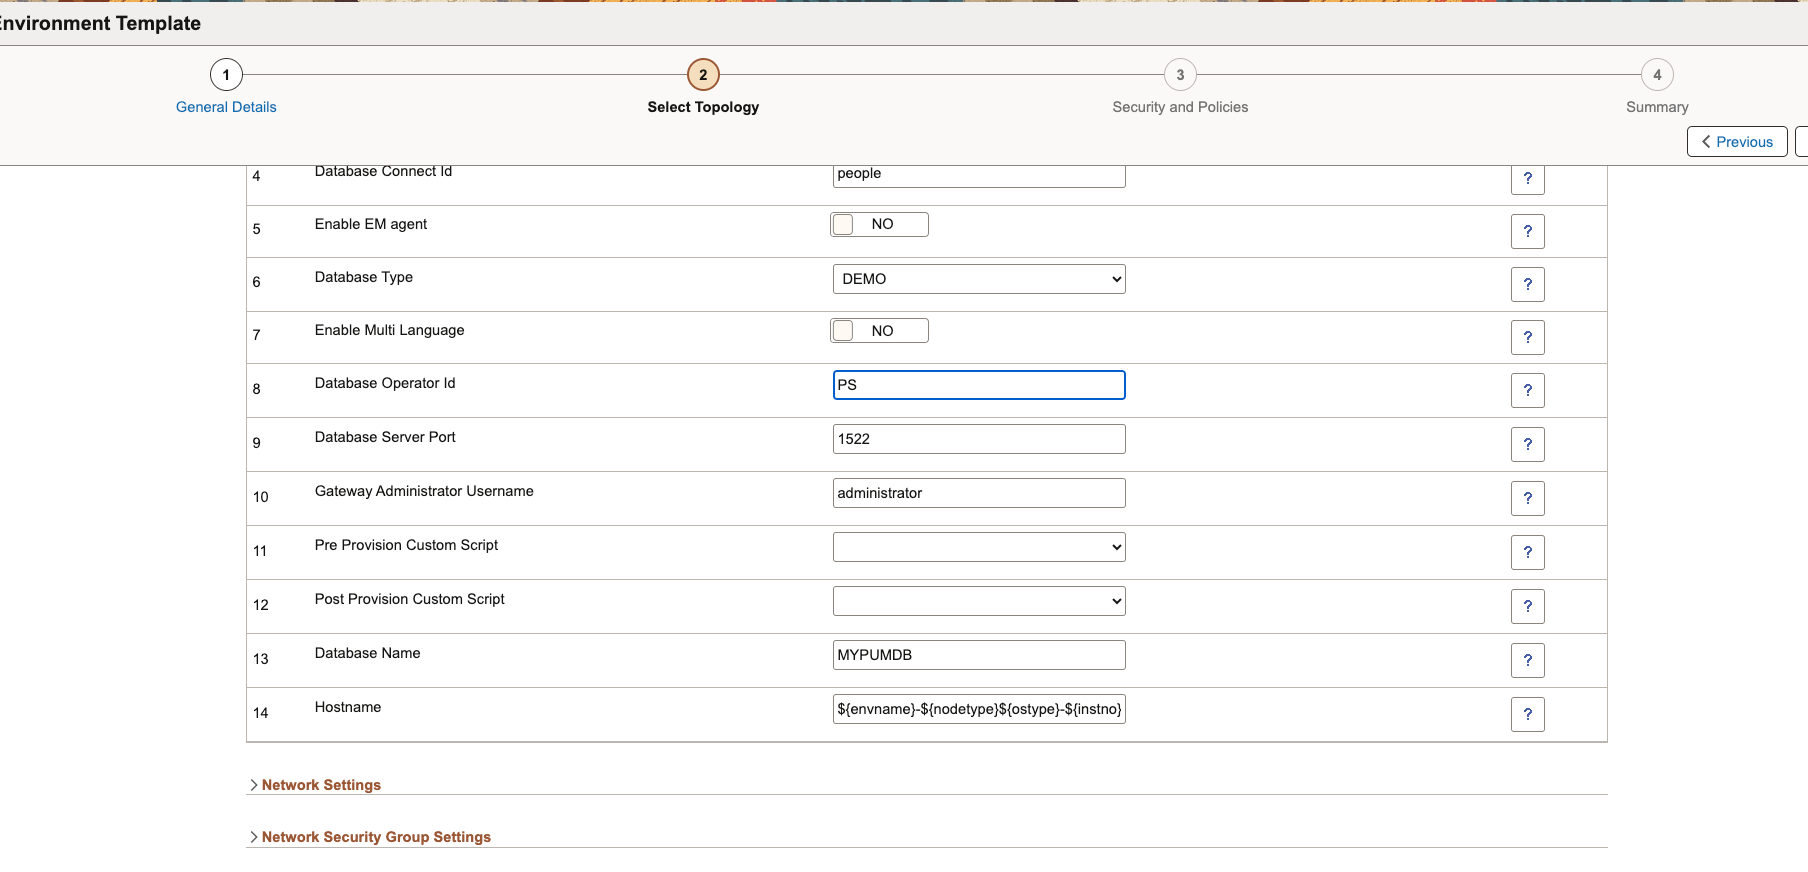 Environment Template
1
2
3
4
General Details
Select Topology
Security and Policies
Summary
Previous
4 Database Connect Id people ?
5 Enable EM agent NO ?
6 Database Type DEMO ?
7 Enable Multi Language NO ?
8 Database Operator Id PS ?
9 Database Server Port 1522 ?
10 Gateway Administrator Username administrator ?
11 Pre Provision Custom Script ?
12 Post Provision Custom Script ?
13 Database Name MYPUMDB ?
14 Hostname ${envname}-${nodetype}${ostype}-${instno} ?
Network Settings
Network Security Group Settings